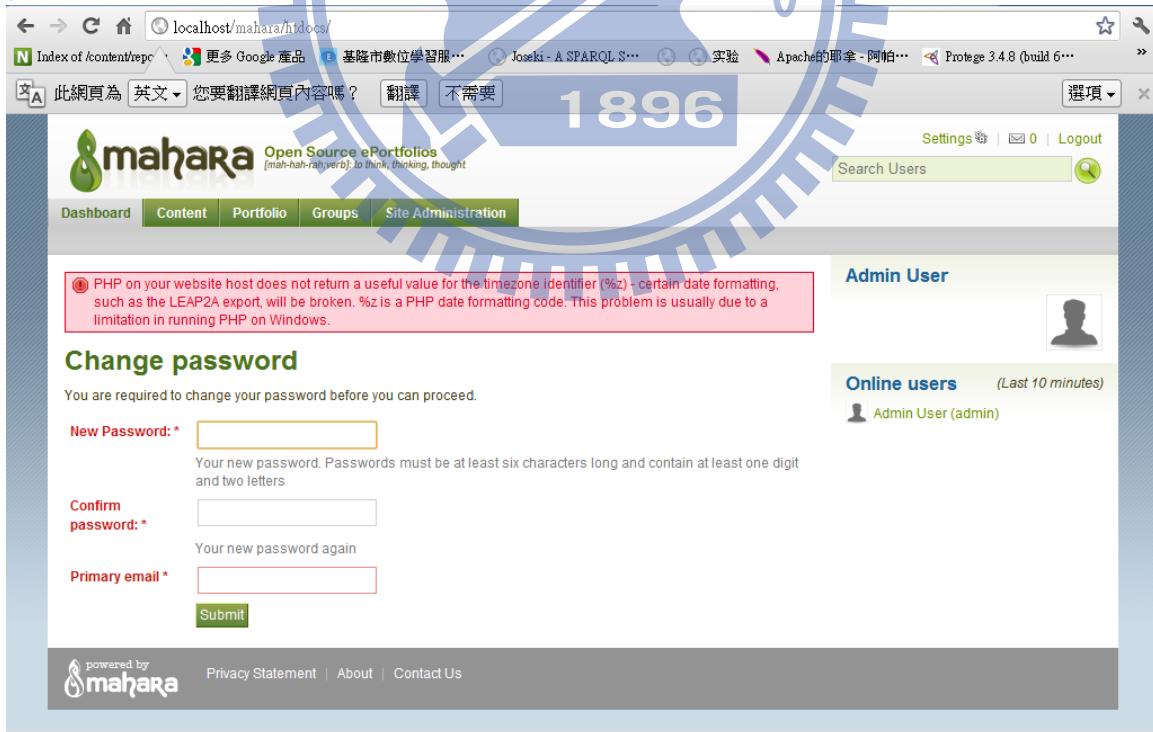 localhost/mahara/htdocs/
Index of /content/repo 更多 Google 產品 基隆市數位學習服… Joseki - A SPARQL S… 实验 Apache的耶拿 - 阿帕… Protege 3.4.8 (build 6… »
此網頁為 英文 您要翻譯網頁內容嗎？ 翻譯 不需要 選項
1896
mahara Open Source ePortfolios
[mah-hah-rah;verb]: to think, thinking, thought
Settings | 0 | Logout
Search Users
Dashboard Content Portfolio Groups Site Administration
PHP on your website host does not return a useful value for the timezone identifier (%z) - certain date formatting,
such as the LEAP2A export, will be broken. %z is a PHP date formatting code. This problem is usually due to a
limitation in running PHP on Windows.
Change password
You are required to change your password before you can proceed.
New Password: *
Your new password. Passwords must be at least six characters long and contain at least one digit
and two letters
Confirm
password: *
Your new password again
Primary email *
Submit
Admin User
Online users (Last 10 minutes)
Admin User (admin)
powered by
mahara
Privacy Statement | About | Contact Us